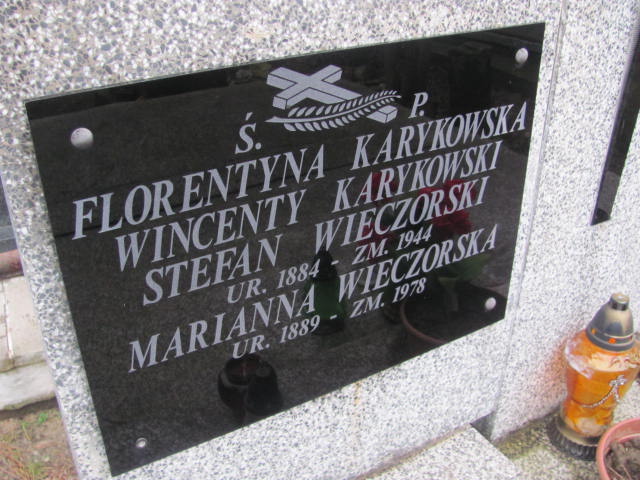 Ś. P.
FLORENTYNA KARYKOWSKA
WINCENTY KARYKOWSKI
STEFAN WIECZORSKI
UR. 1884 - ZM. 1944
MARIANNA WIECZORSKA
UR. 1889 - ZM. 1978